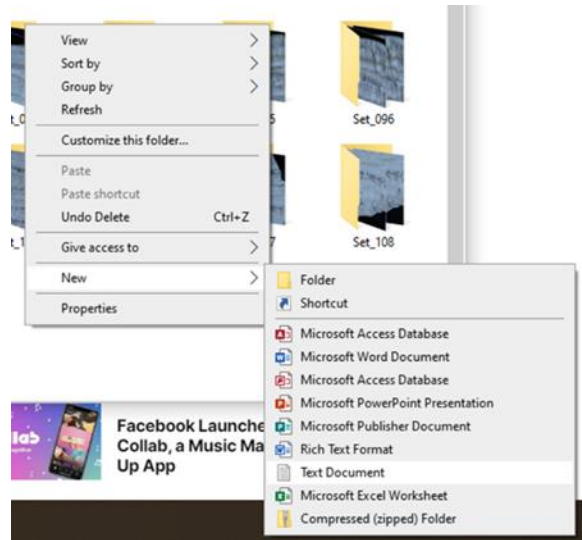 View
Sort by
Group by
Refresh
Customize this folder...
Paste
Paste shortcut
Undo Delete Ctrl+Z
Give access to
New
Properties
Set_096
Set_108
Folder
Shortcut
Microsoft Access Database
Microsoft Word Document
Microsoft Access Database
Microsoft PowerPoint Presentation
Microsoft Publisher Document
Rich Text Format
Text Document
Microsoft Excel Worksheet
Compressed (zipped) Folder
Facebook Launche
Collab, a Music Ma
Up App